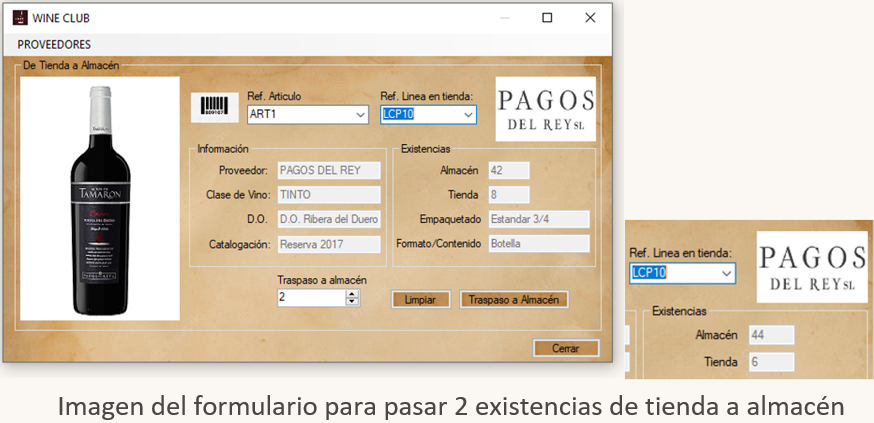 WINE CLUB
PROVEEDORES
De Tienda a Almacén
Ref. Articulo
ART1
Ref. Linea en tienda:
LCP10
PAGOS
DEL REY SL
TAMARON
Información
Proveedor: PAGOS DEL REY
Clase de Vino: TINTO
D.O. D.O. Ribera del Duero
Catalogación: Reserva 2017
Existencias
Almacén 42
Tienda 8
Empaquetado Estandar 3/4
Formato/Contenido Botella
Traspaso a almacén
2
Limpiar
Traspaso a Almacén
Cerrar
Ref. Linea en tienda:
LCP10
PAGOS
DEL REY SL
Existencias
Almacén 44
Tienda 6
Imagen del formulario para pasar 2 existencias de tienda a almacén